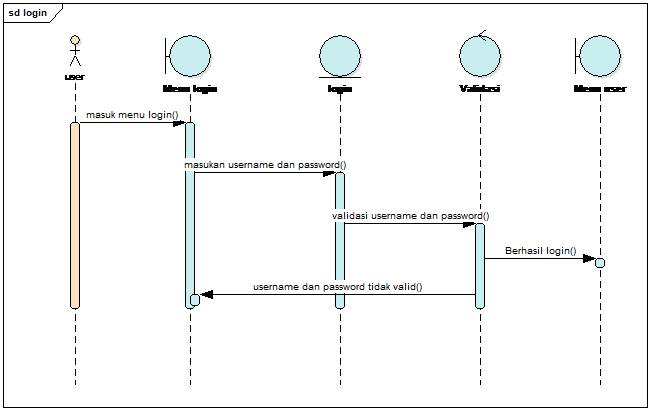 sd login
user
Menu login
login
Validasi
Menu user
masuk menu login()
masukan username dan password()
validasi username dan password()
Berhasil login()
username dan password tidak valid()